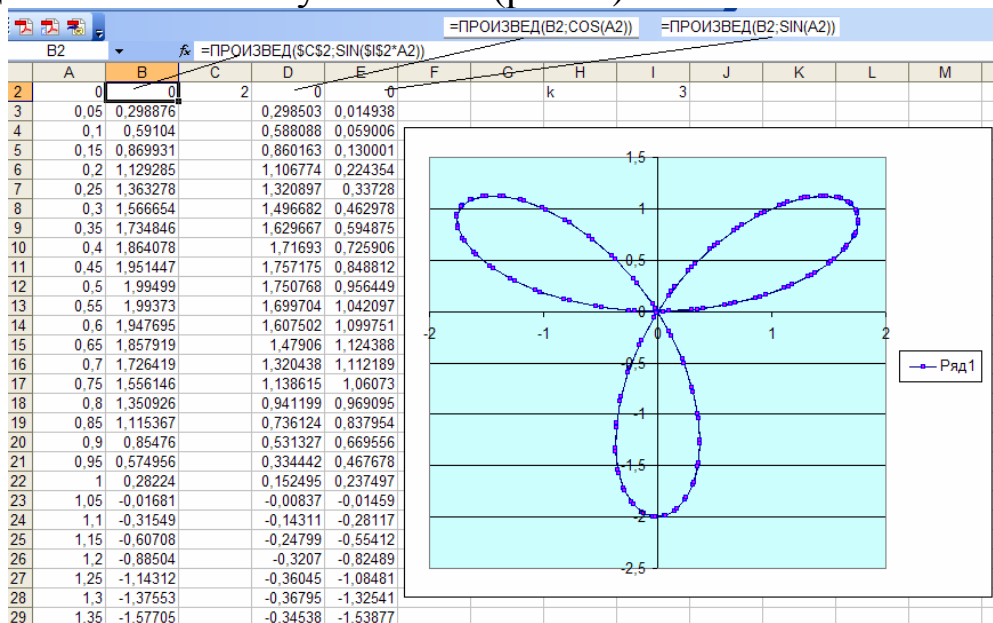 =ПРОИЗВЕД(B2;COS(A2)) =ПРОИЗВЕД(B2;SIN(A2))
B2 fx =ПРОИЗВЕД($C$2;SIN($I$2*A2))
A B C D E F G H I J K L M
2 0 0 2 0 0 k 3
3 0,05 0,298876 0,298503 0,014938
4 0,1 0,59104 0,588088 0,059006
5 0,15 0,869931 0,860163 0,130001
6 0,2 1,129285 1,106774 0,224354
7 0,25 1,363278 1,320897 0,33728
8 0,3 1,566654 1,496682 0,462978
9 0,35 1,734846 1,629667 0,594875
10 0,4 1,864078 1,71693 0,725906
11 0,45 1,951447 1,757175 0,848812
12 0,5 1,99499 1,750768 0,956449
13 0,55 1,99373 1,699704 1,042097
14 0,6 1,947695 1,607502 1,099751
15 0,65 1,857919 1,47906 1,124388
16 0,7 1,726419 1,320438 1,112189
17 0,75 1,556146 1,138615 1,06073
18 0,8 1,350926 0,941199 0,969095
19 0,85 1,115367 0,736124 0,837954
20 0,9 0,85476 0,531327 0,669556
21 0,95 0,574956 0,334442 0,467678
22 1 0,28224 0,152495 0,237497
23 1,05 -0,01681 -0,00837 -0,01459
24 1,1 -0,31549 -0,14311 -0,28117
25 1,15 -0,60708 -0,24799 -0,55412
26 1,2 -0,88504 -0,3207 -0,82489
27 1,25 -1,14312 -0,36045 -1,08481
28 1,3 -1,37553 -0,36795 -1,32541
29 1,35 -1,57705 -0,34538 -1,53877
1,5
1
0,5
0
-2 -1 0 1 2
-0,5
Ряд1
-1
-1,5
-2
-2,5